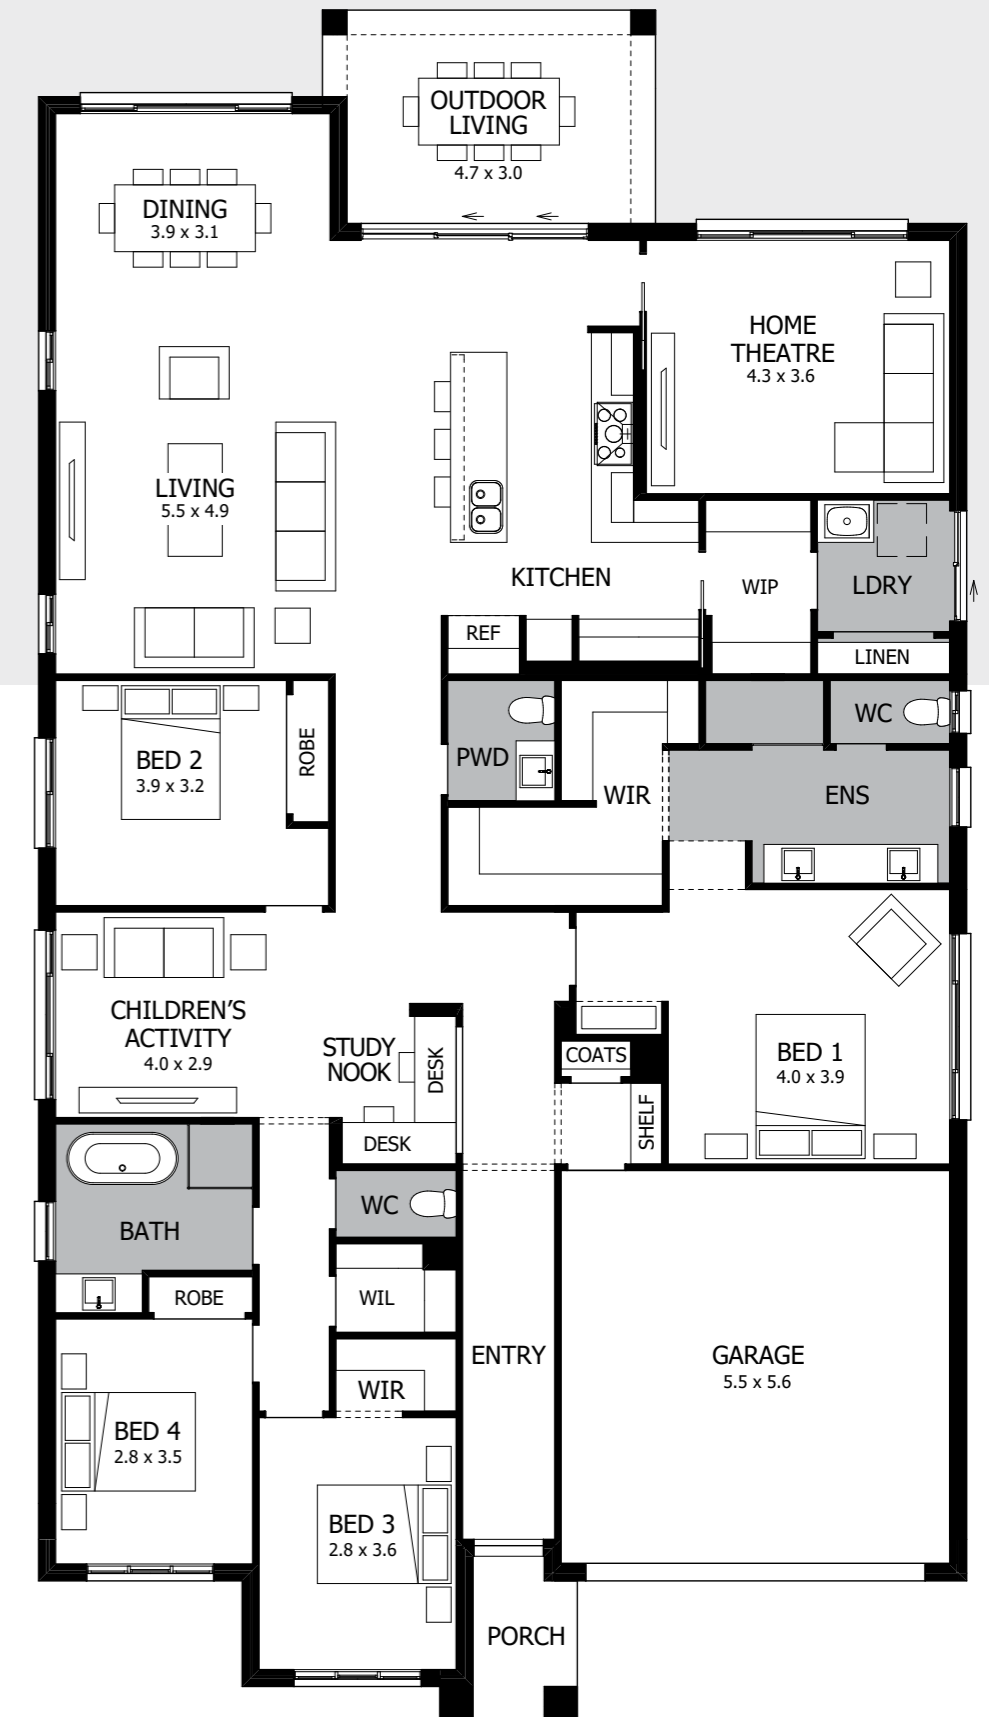 OUTDOOR
LIVING
4.7 x 3.0
DINING
3.9 x 3.1
HOME
THEATRE
4.3 x 3.6
LIVING
5.5 x 4.9
KITCHEN
WIP
LDRY
REF
LINEN
BED 2
3.9 x 3.2
ROBE
PWD
WIR
WC
ENS
CHILDREN'S
ACTIVITY
4.0 x 2.9
STUDY
NOOK
DESK
DESK
COATS
SHELF
BED 1
4.0 x 3.9
BATH
WC
ROBE
WIL
WIR
ENTRY
GARAGE
5.5 x 5.6
BED 4
2.8 x 3.5
BED 3
2.8 x 3.6
PORCH